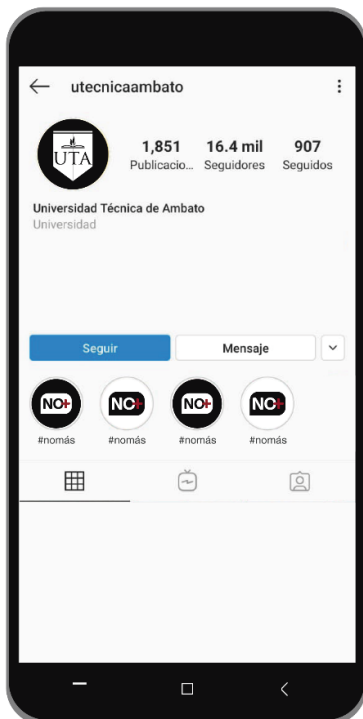 utecnicaambato
UTA
1,851 16.4 mil 907
Publicacio... Seguidores Seguidos
Universidad Técnica de Ambato
Universidad
Seguir Mensaje
NO+ NO+ NO+ NO+
#nomás #nomás #nomás #nomás